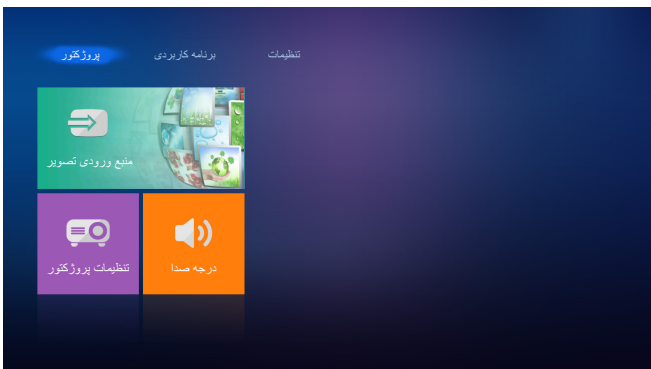 پروژکتور
برنامه کاربردی
تنظیمات
منبع ورودی تصویر
تنظیمات پروژکتور
درجه صدا